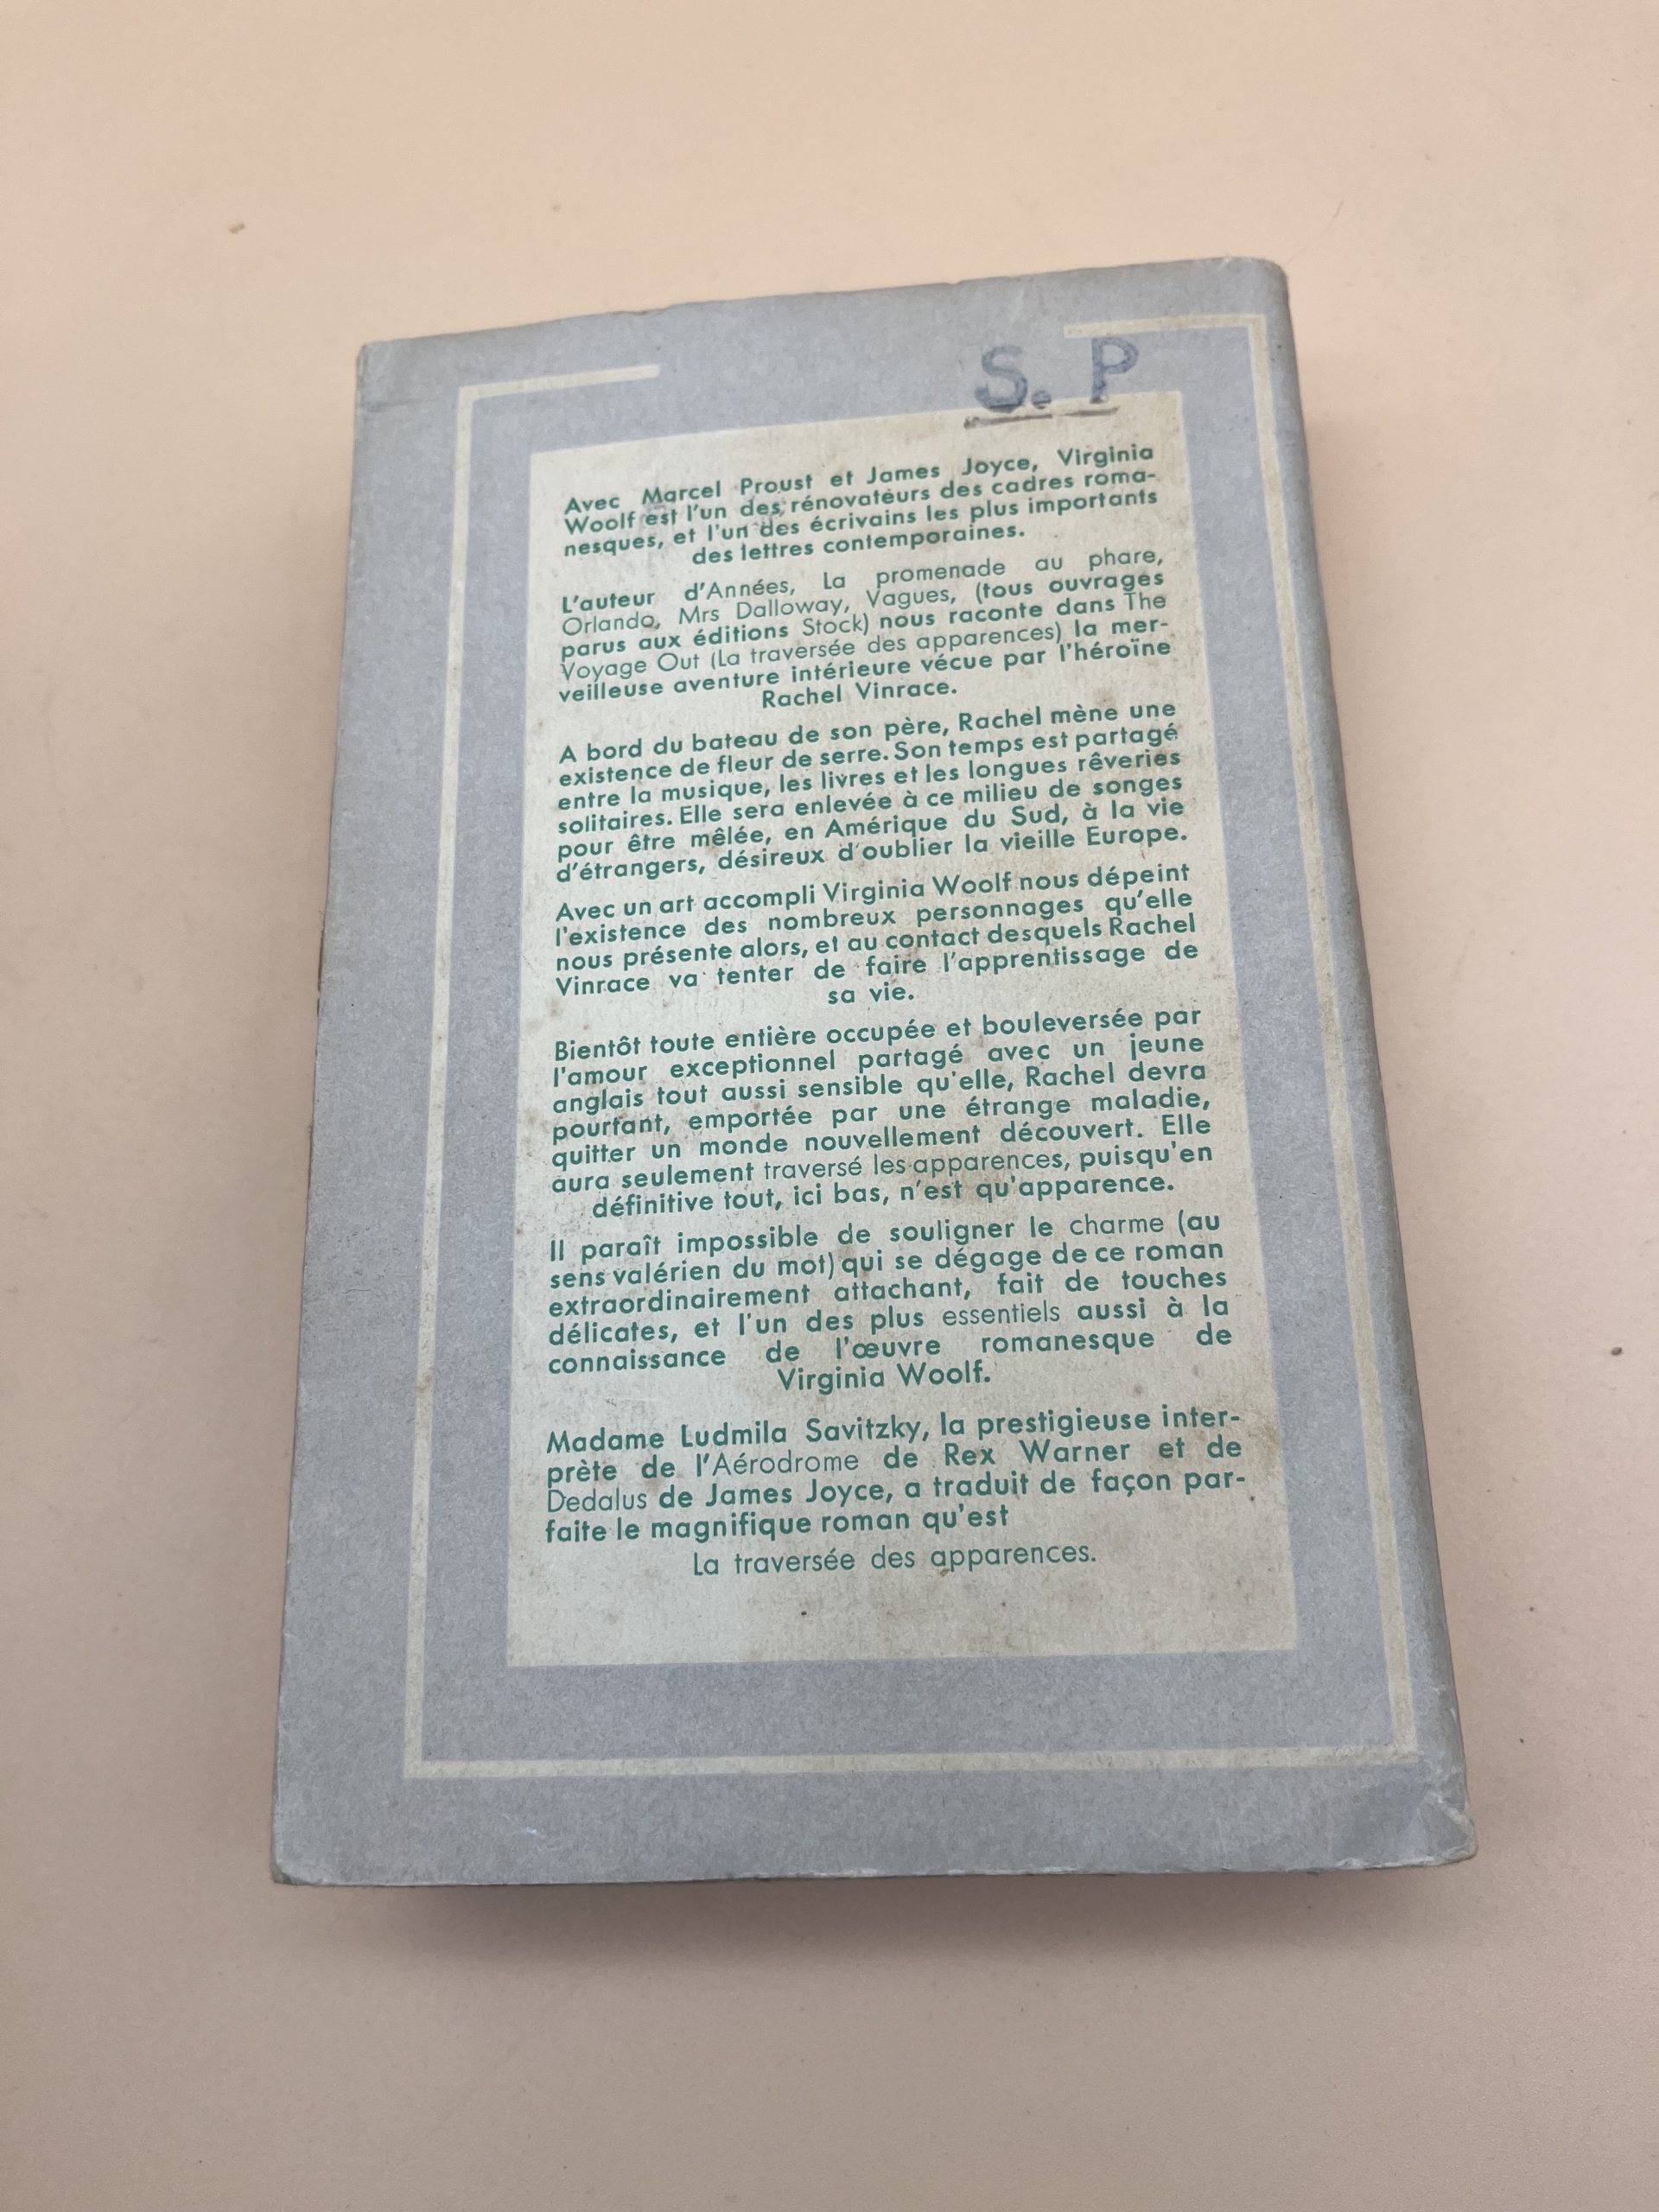 S. P
Avec Marcel Proust et James Joyce, Virginia
Woolf est l'un des rénovateurs des cadres roma-
nesques, et l'un des écrivains les plus importants
des lettres contemporaines.
L'auteur d'Années, La promenade au phare,
Orlando, Mrs Dalloway, Vagues, (tous ouvrages
parus aux éditions Stock) nous raconte dans The
Voyage Out (La traversée des apparences) la mer-
veilleuse aventure intérieure vécue par l'héroïne
Rachel Vinrace.
A bord du bateau de son père, Rachel mène une
existence de fleur de serre. Son temps est partagé
entre la musique, les livres et les longues rêveries
solitaires. Elle sera enlevée à ce milieu de songes
pour être mêlée, en Amérique du Sud, à la vie
d'étrangers, désireux d'oublier la vieille Europe.
Avec un art accompli Virginia Woolf nous dépeint
l'existence des nombreux personnages qu'elle
nous présente alors, et au contact desquels Rachel
Vinrace va tenter de faire l'apprentissage de
sa vie.
Bientôt toute entière occupée et bouleversée par
l'amour exceptionnel partagé avec un jeune
anglais tout aussi sensible qu'elle, Rachel devra
pourtant, emportée par une étrange maladie,
quitter un monde nouvellement découvert. Elle
aura seulement traversé les apparences, puisqu'en
définitive tout, ici bas, n'est qu'apparence.
Il paraît impossible de souligner le charme (au
sens valérien du mot) qui se dégage de ce roman
extraordinairement attachant, fait de touches
délicates, et l'un des plus essentiels aussi à la
connaissance de l'œuvre romanesque de
Virginia Woolf.
Madame Ludmila Savitzky, la prestigieuse inter-
prète de l'Aérodrome de Rex Warner et de
Dedalus de James Joyce, a traduit de façon par-
faite le magnifique roman qu'est
La traversée des apparences.